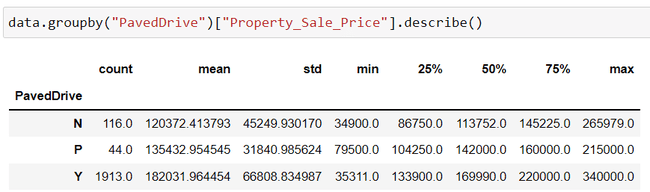 data.groupby("PavedDrive")["Property_Sale_Price"].describe()
count mean std min 25% 50% 75% max
PavedDrive
N 116.0 120372.413793 45249.930170 34900.0 86750.0 113752.0 145225.0 265979.0
P 44.0 135432.954545 31840.985624 79500.0 104250.0 142000.0 160000.0 215000.0
Y 1913.0 182031.964454 66808.834987 35311.0 133900.0 169990.0 220000.0 340000.0